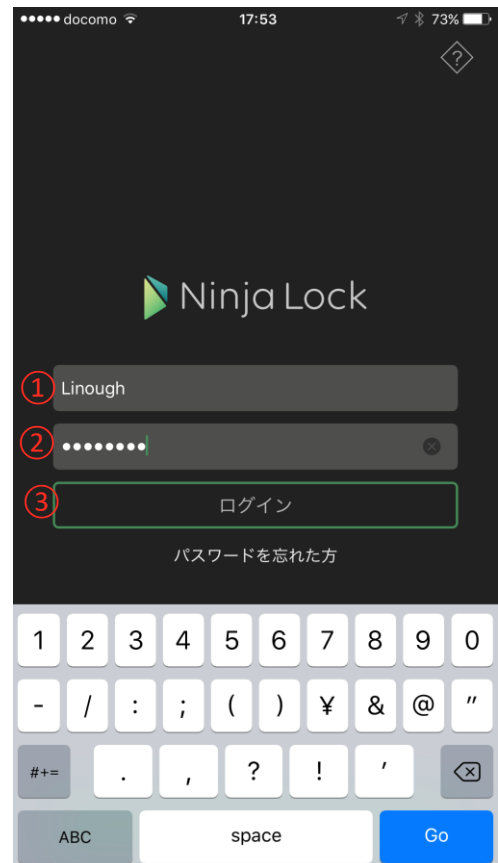 docomo 17:53 73%
?
Ninja Lock
① Linough
② ●●●●●●●●
③ ログイン
パスワードを忘れた方
1 2 3 4 5 6 7 8 9 0
- / : ; ( ) ¥ & @ "
#+= . , ? ! '
ABC space Go